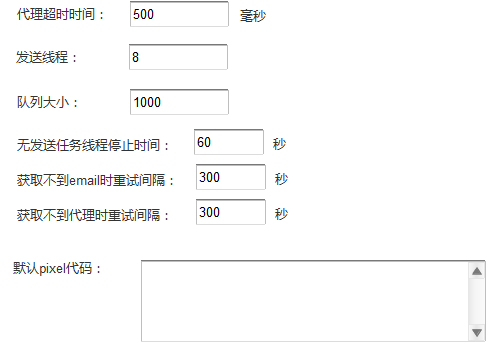 代理超时时间： 500 毫秒
发送线程： 8
队列大小： 1000
无发送任务线程停止时间： 60 秒
获取不到email时重试间隔： 300 秒
获取不到代理时重试间隔： 300 秒
默认pixel代码：